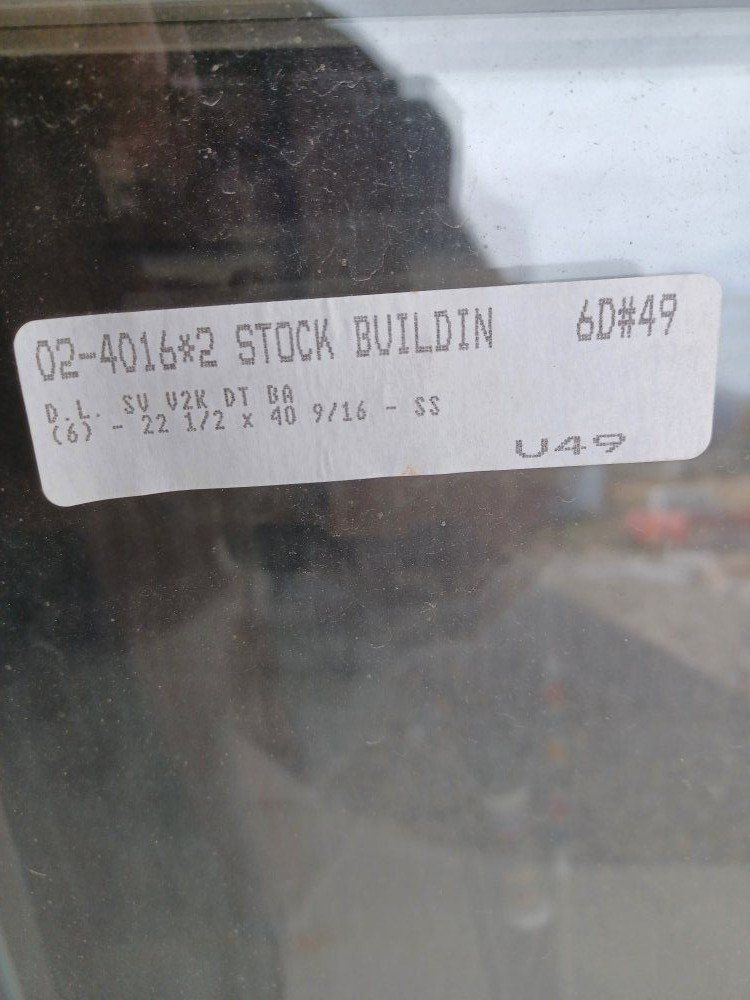 02-4016*2 STOCK BUILDIN 6D#49
D.L. SV V2K DT BA
(6) - 22 1/2 X 40 9/16 - SS
U49